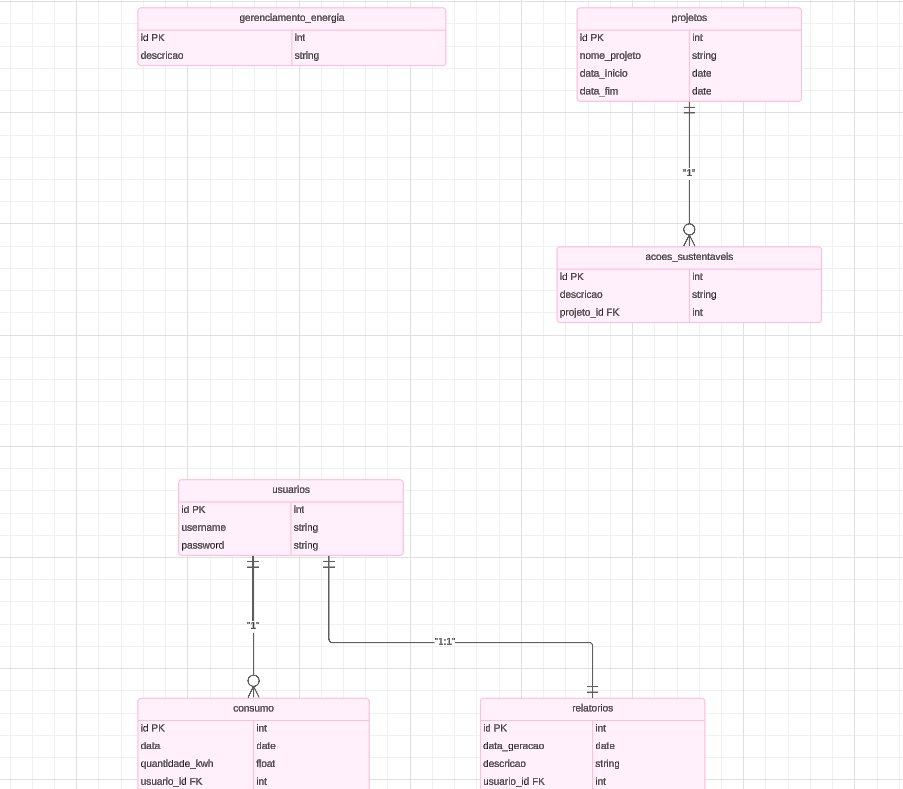 gerenciamento_energia
id PK int
descricao string
projetos
id PK int
nome_projeto string
data_inicio date
data_fim date
"1"
acoes_sustentaveis
id PK int
descricao string
projeto_id FK int
usuarios
id PK int
username string
password string
"1"
"1:1"
consumo
id PK int
data date
quantidade_kwh float
usuario_id FK int
relatorios
id PK int
data_geracao date
descricao string
usuario_id FK int